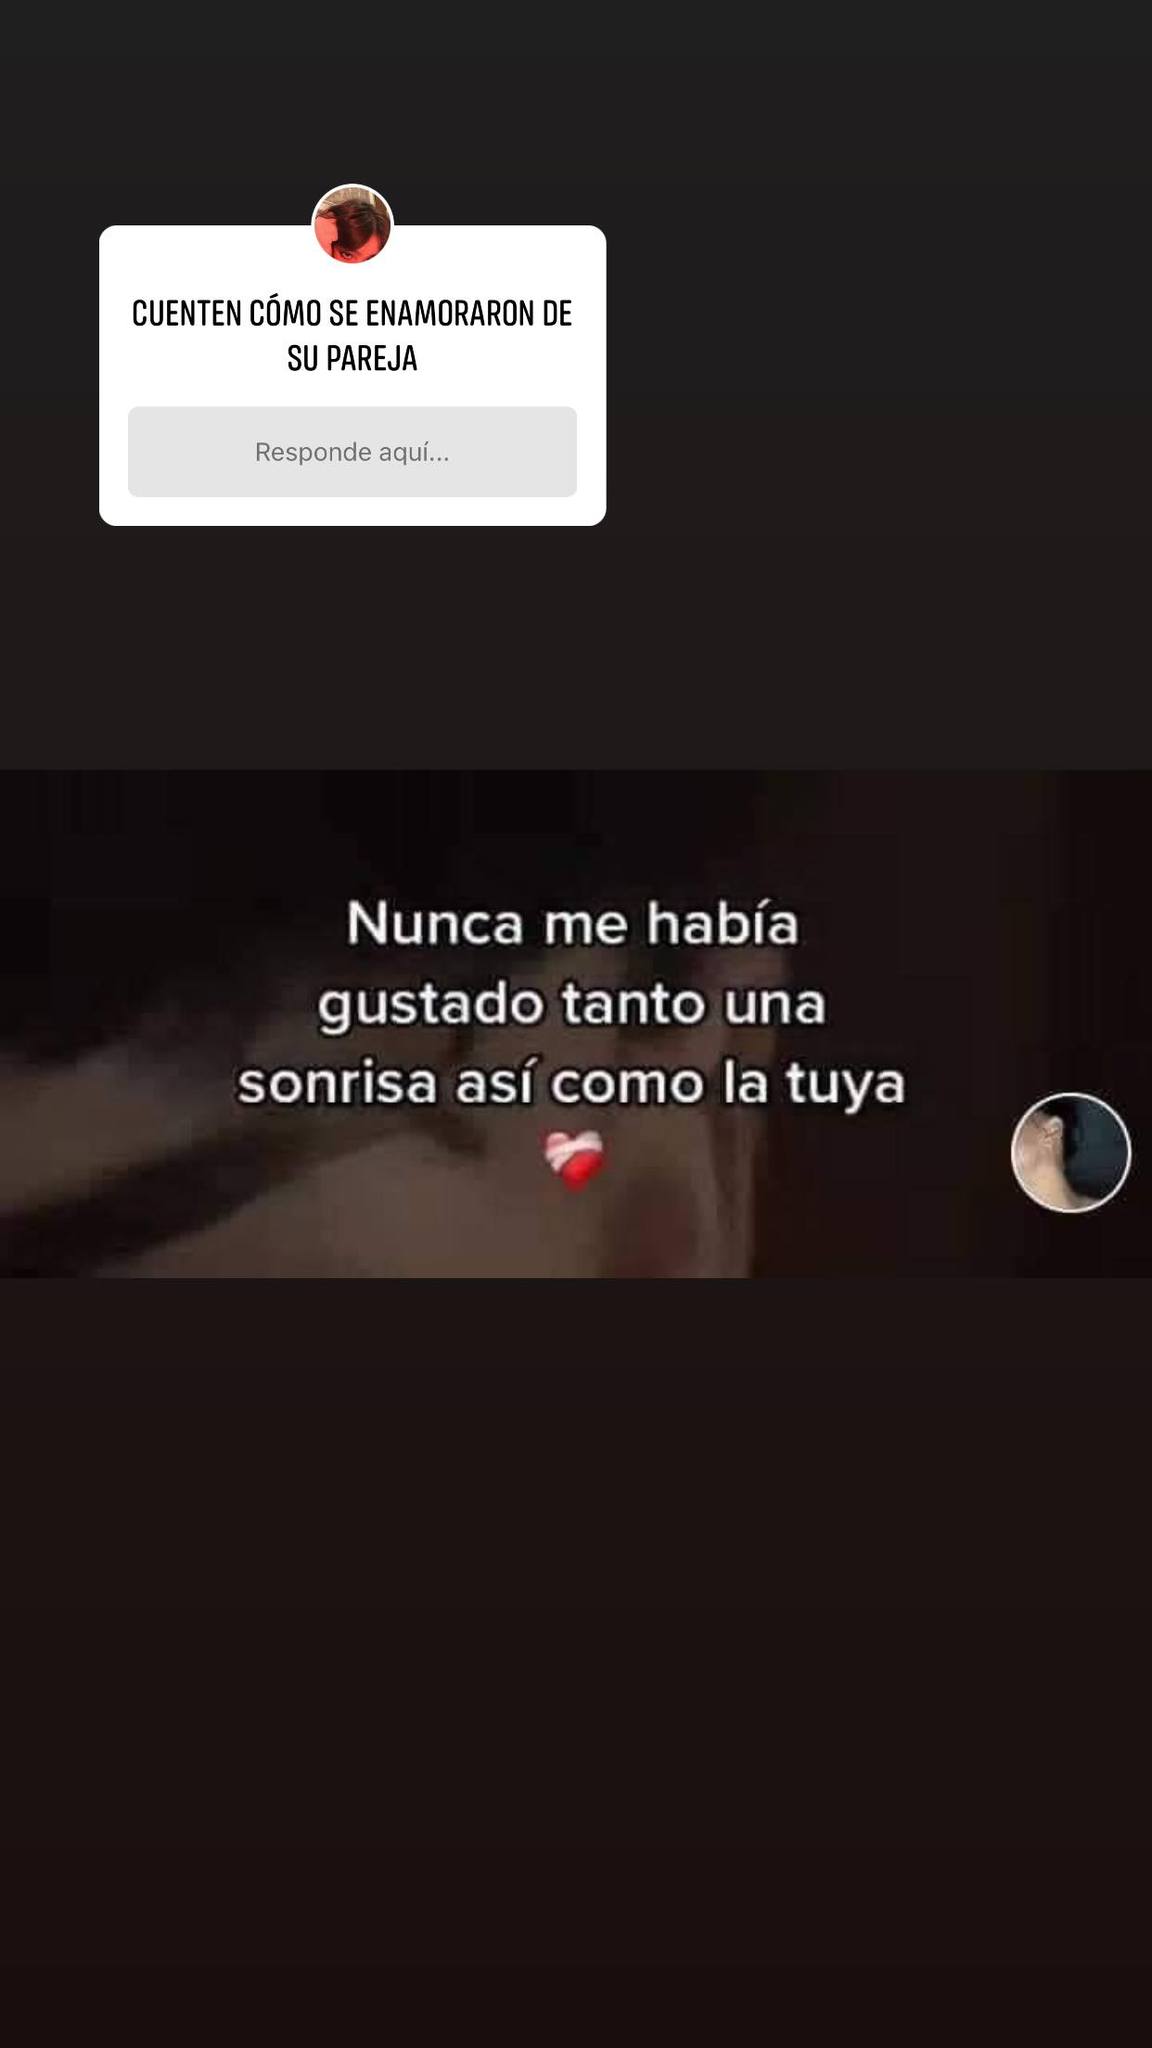 CUENTEN CÓMO SE ENAMORARON DE
SU PAREJA
Responde aquí...
Nunca me había
gustado tanto una
sonrisa así como la tuya
❤️‍🩹